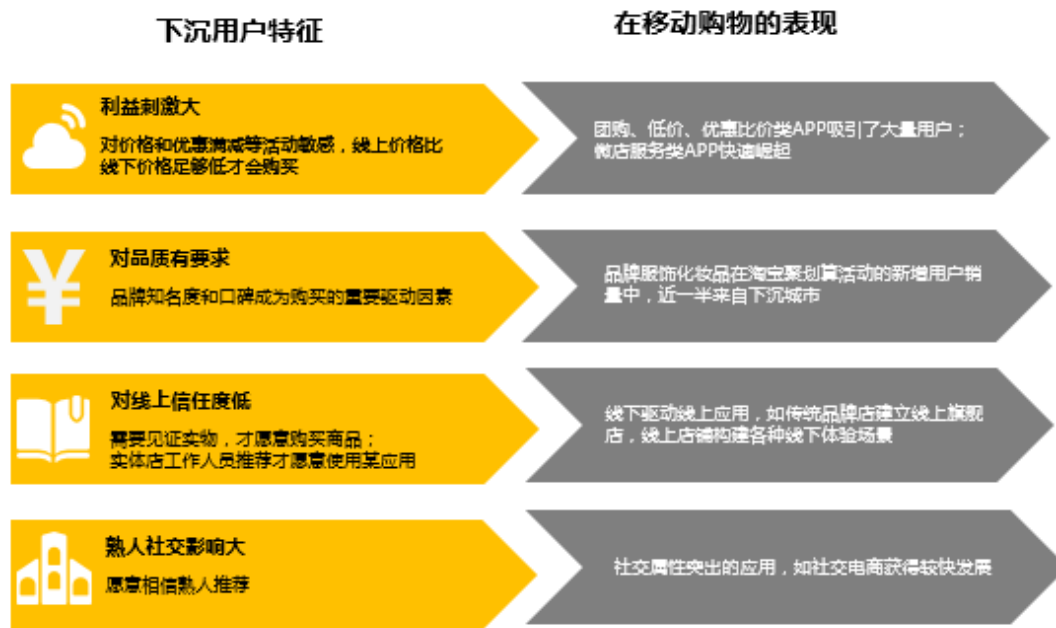 下沉用户特征
在移动购物的表现
利益刺激大
对价格和优惠满减等活动敏感，线上价格比
线下价格足够低才会购买
团购、低价、优惠比价类APP吸引了大量用户；
微店服务类APP快速崛起
对品质有要求
品牌知名度和口碑成为购买的重要驱动因素
品牌服饰化妆品在淘宝聚划算活动的新增用户销
量中，近一半来自下沉城市
对线上信任度低
需要见证实物，才愿意购买商品；
实体店工作人员推荐才愿意使用某应用
线下驱动线上应用，如传统品牌店建立线上旗舰
店，线上店铺构建各种线下体验场景
熟人社交影响大
愿意相信熟人推荐
社交属性突出的应用，如社交电商获得较快发展